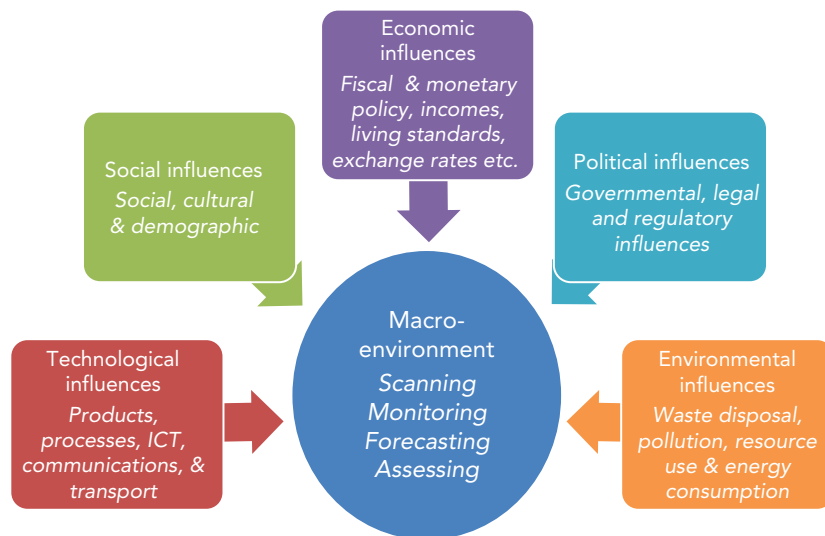 Economic
influences
Fiscal & monetary
policy, incomes,
living standards,
exchange rates etc.
Social influences
Social, cultural
& demographic
Political influences
Governmental, legal
and regulatory
influences
Macro-
environment
Scanning
Monitoring
Forecasting
Assessing
Technological
influences
Products,
processes, ICT,
communications, &
transport
Environmental
influences
Waste disposal,
pollution, resource
use & energy
consumption